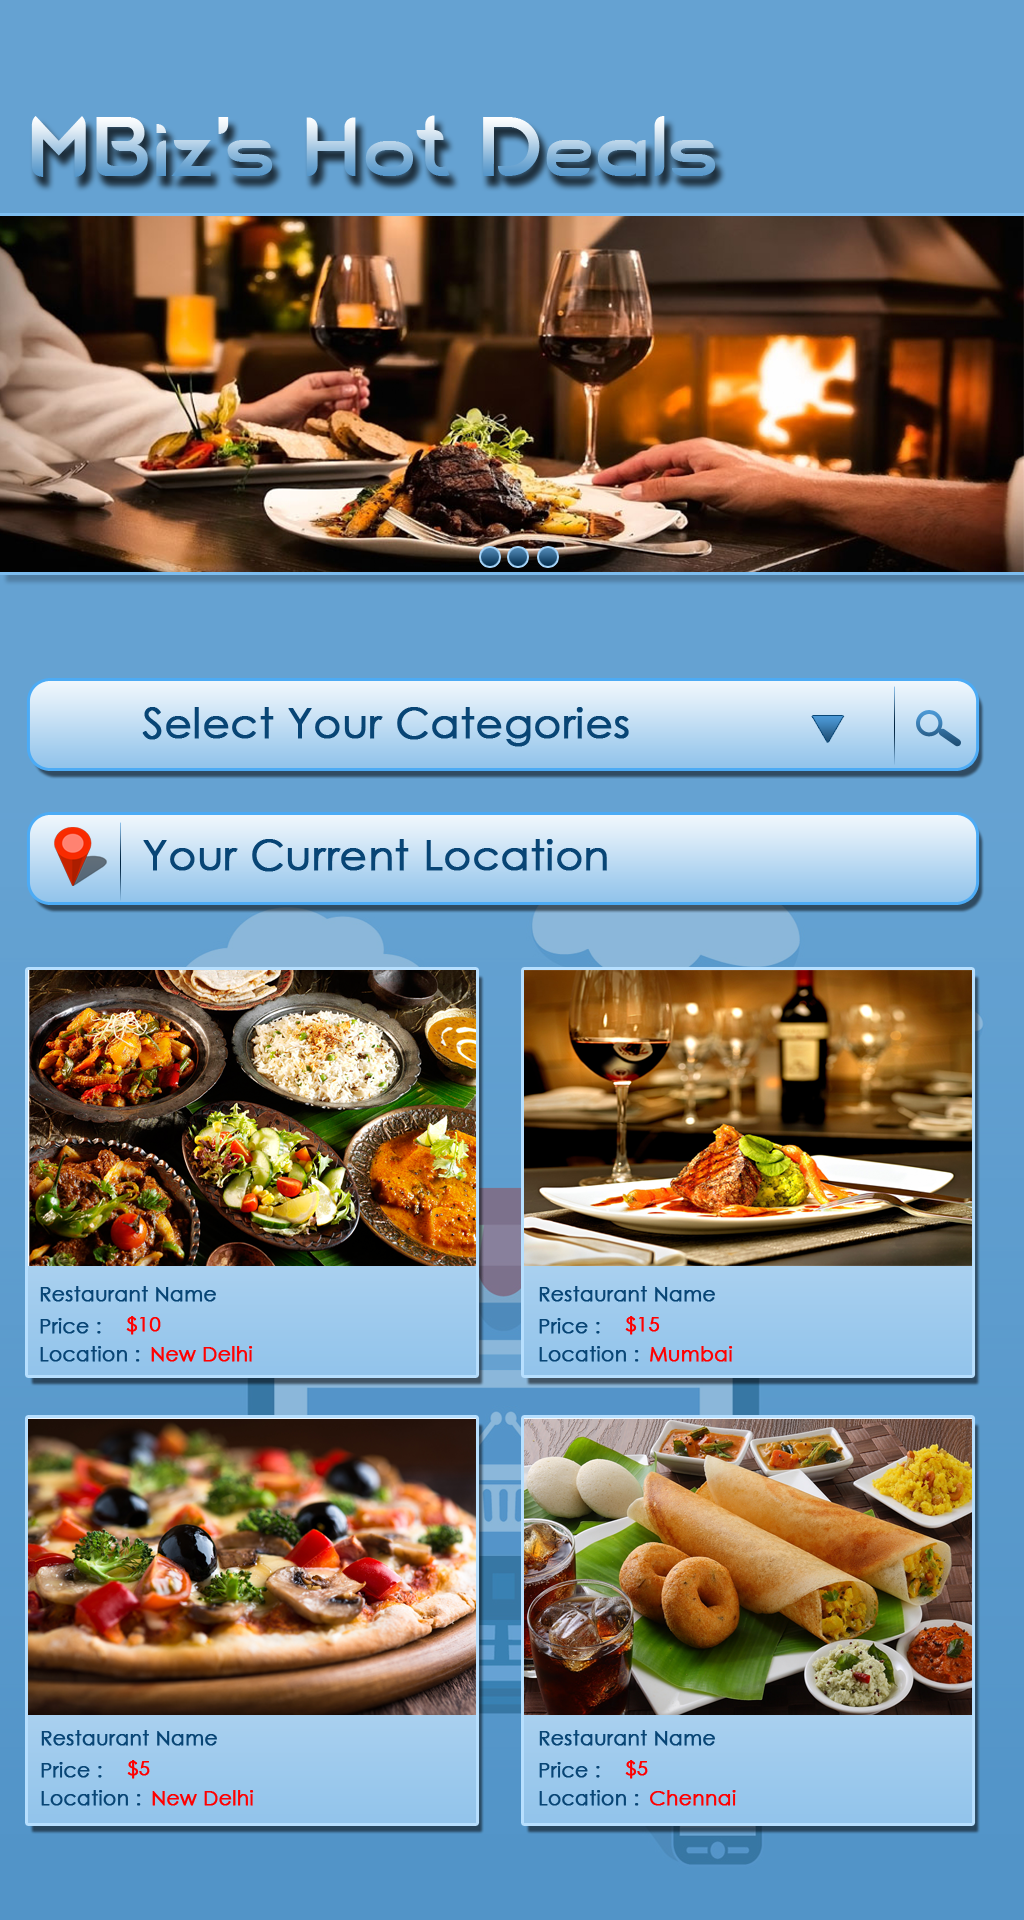 MBiz's Hot Deals
Select Your Categories
Your Current Location
Restaurant Name
Price : $10
Location : New Delhi
Restaurant Name
Price : $15
Location : Mumbai
Restaurant Name
Price : $5
Location : New Delhi
Restaurant Name
Price : $5
Location : Chennai